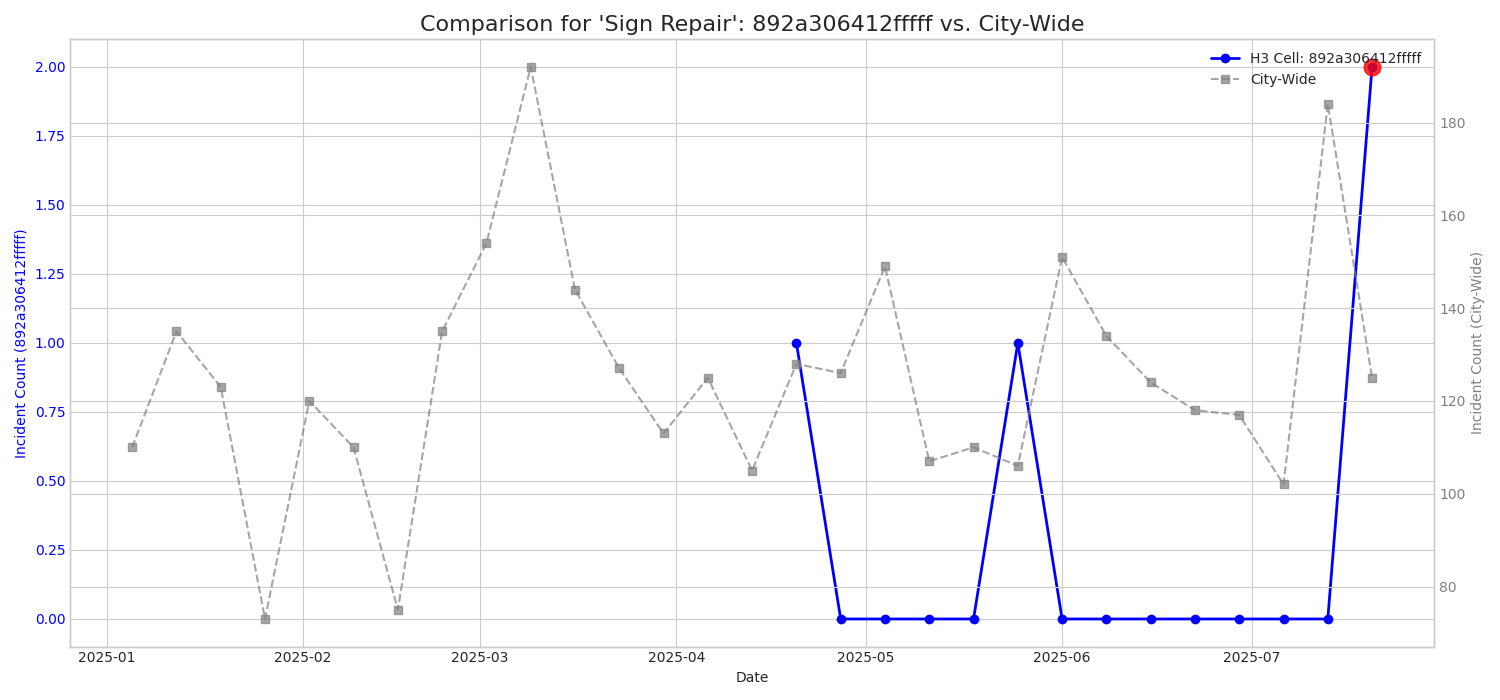 Comparison for 'Sign Repair': 892a306412fffff vs. City-Wide
H3 Cell: 892a306412fffff
City-Wide
Incident Count (892a306412fffff)
2.00
1.75
1.50
1.25
1.00
0.75
0.50
0.25
0.00
180
160
140
120
100
80
Incident Count (City-Wide)
2025-01 2025-02 2025-03 2025-04 2025-05 2025-06 2025-07
Date